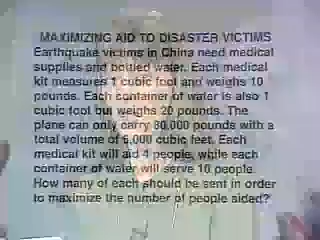 MAXIMIZING AID TO DISASTER VICTIMS
Earthquake victims in China need medical
supplies and bottled water. Each medical
kit measures 1 cubic foot and weighs 10
pounds. Each container of water is also 1
cubic foot but weighs 20 pounds. The
plane can only carry 80,000 pounds with a
total volume of 6,000 cubic feet. Each
medical kit will aid 4 people, while each
container of water will serve 10 people.
How many of each should be sent in order
to maximize the number of people aided?